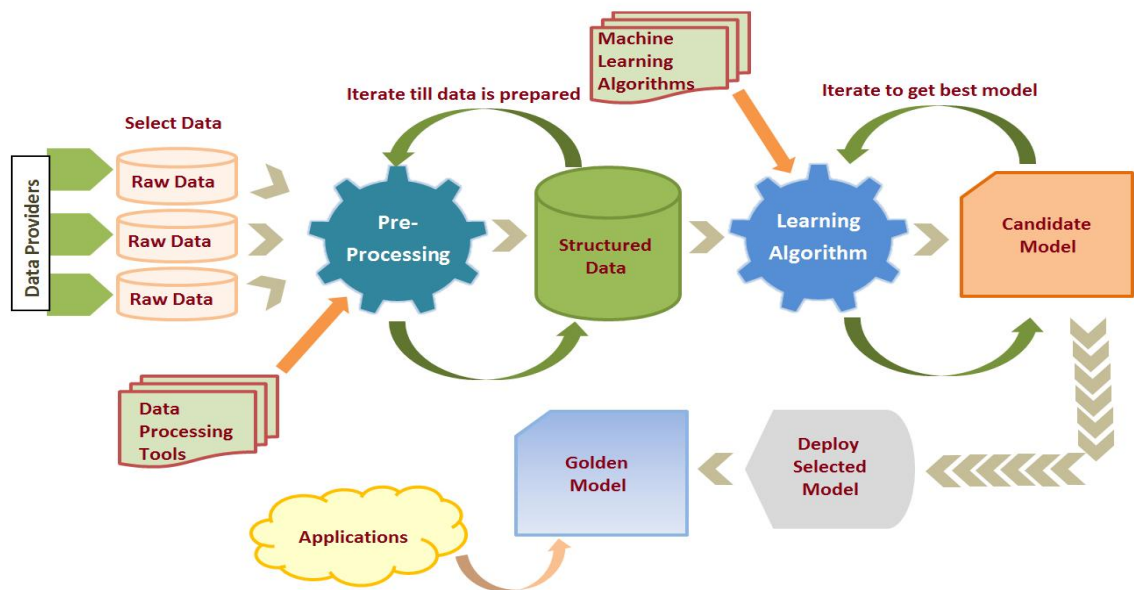 Data Providers
Select Data
Raw Data
Raw Data
Raw Data
Data
Processing
Tools
Iterate till data is prepared
Pre-
Processing
Structured
Data
Machine
Learning
Algorithms
Learning
Algorithm
Iterate to get best model
Candidate
Model
Deploy
Selected
Model
Golden
Model
Applications